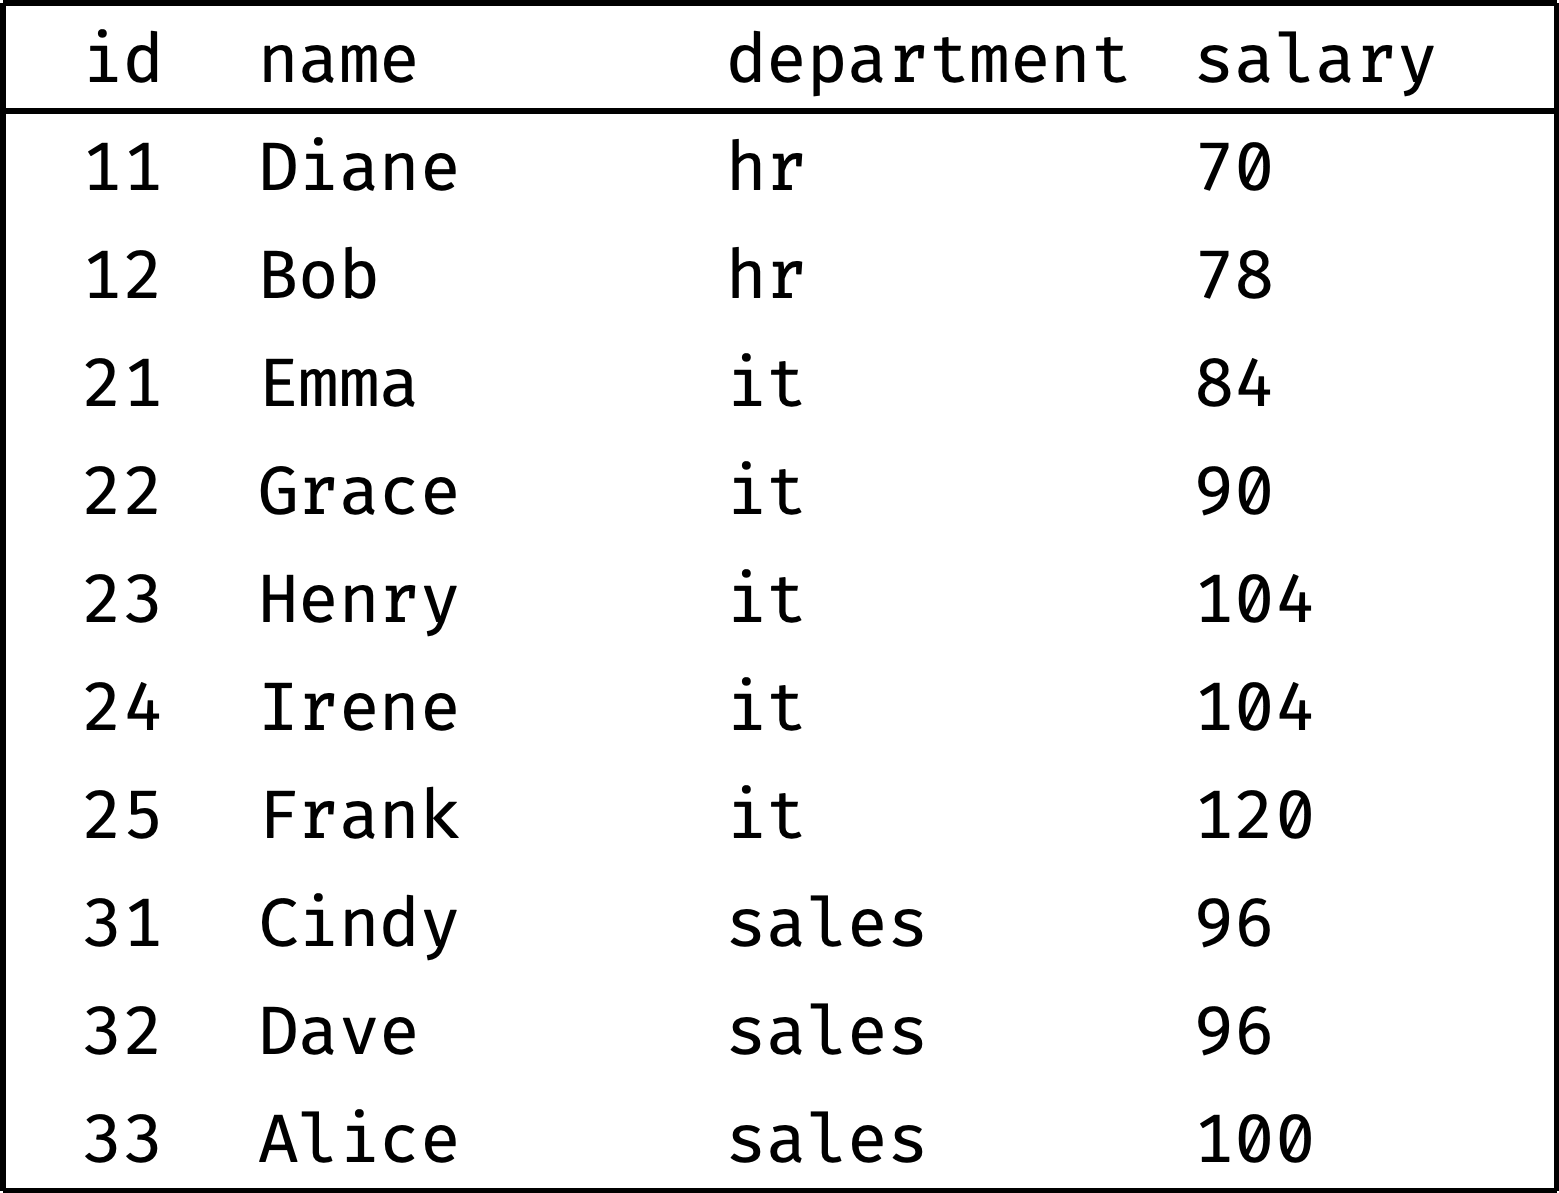 id name department salary
11 Diane hr 70
12 Bob hr 78
21 Emma it 84
22 Grace it 90
23 Henry it 104
24 Irene it 104
25 Frank it 120
31 Cindy sales 96
32 Dave sales 96
33 Alice sales 100